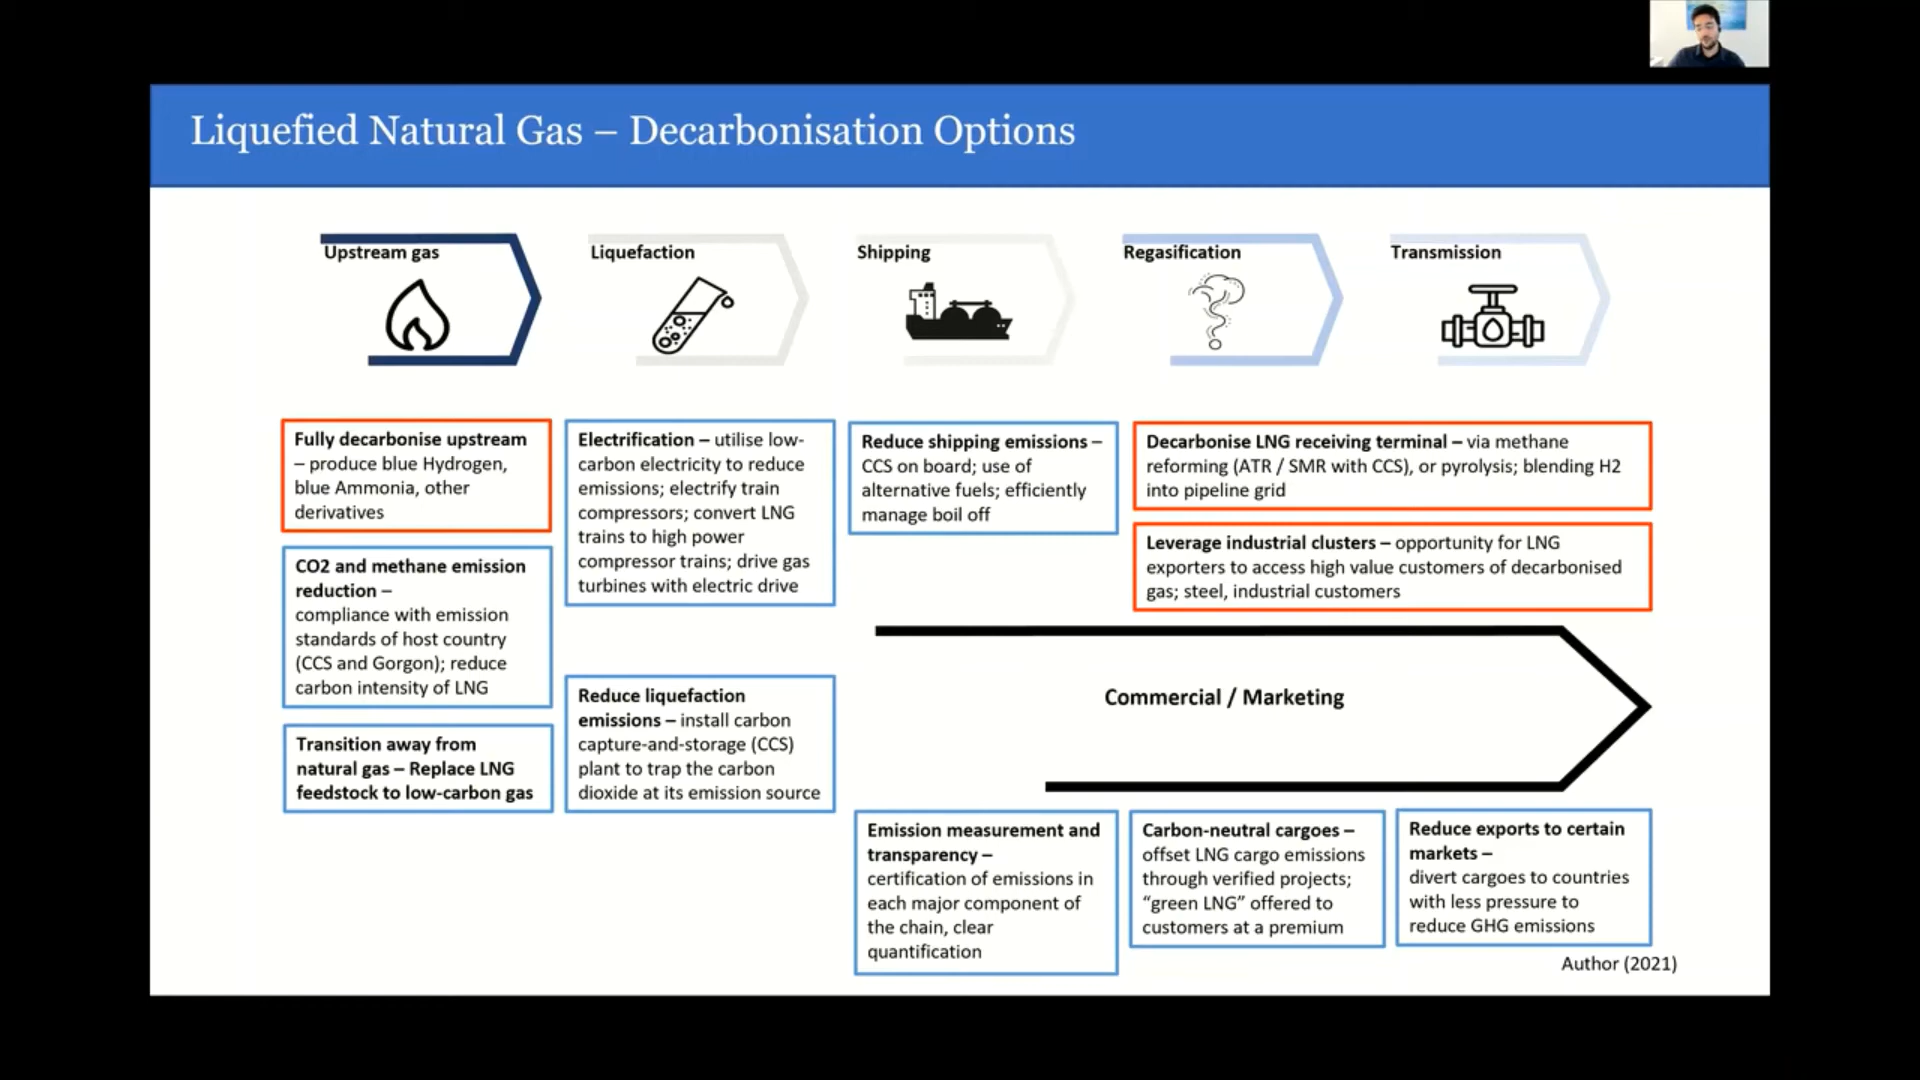 Liquefied Natural Gas – Decarbonisation Options
Upstream gas
Liquefaction
Shipping
Regasification
Transmission
Fully decarbonise upstream
– produce blue Hydrogen,
blue Ammonia, other
derivatives
CO2 and methane emission
reduction –
compliance with emission
standards of host country
(CCS and Gorgon); reduce
carbon intensity of LNG
Transition away from
natural gas – Replace LNG
feedstock to low-carbon gas
Electrification – utilise low-
carbon electricity to reduce
emissions; electrify train
compressors; convert LNG
trains to high power
compressor trains; drive gas
turbines with electric drive
Reduce liquefaction
emissions – install carbon
capture-and-storage (CCS)
plant to trap the carbon
dioxide at its emission source
Reduce shipping emissions –
CCS on board; use of
alternative fuels; efficiently
manage boil off
Decarbonise LNG receiving terminal – via methane
reforming (ATR / SMR with CCS), or pyrolysis; blending H2
into pipeline grid
Leverage industrial clusters – opportunity for LNG
exporters to access high value customers of decarbonised
gas; steel, industrial customers
Commercial / Marketing
Emission measurement and
transparency –
certification of emissions in
each major component of
the chain, clear
quantification
Carbon-neutral cargoes –
offset LNG cargo emissions
through verified projects;
“green LNG” offered to
customers at a premium
Reduce exports to certain
markets –
divert cargoes to countries
with less pressure to
reduce GHG emissions
Author (2021)